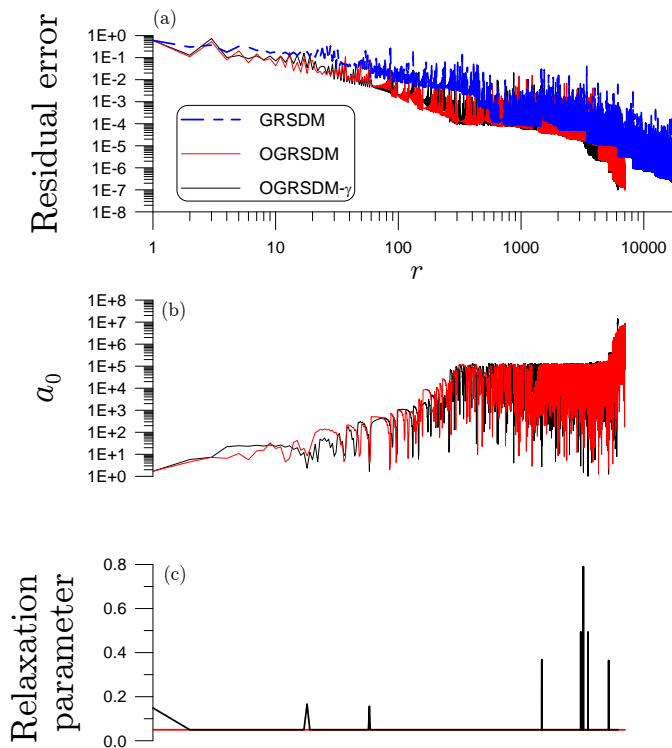 (a)
Residual error
1E+0
1E-1
1E-2
1E-3
1E-4
1E-5
1E-6
1E-7
1E-8
GRSDM
OGRSDM
OGRSDM-γ
1 10 100 1000 10000
r
(b)
a₀
1E+8
1E+7
1E+6
1E+5
1E+4
1E+3
1E+2
1E+1
1E+0
(c)
Relaxation
parameter
0.8
0.6
0.4
0.2
0.0